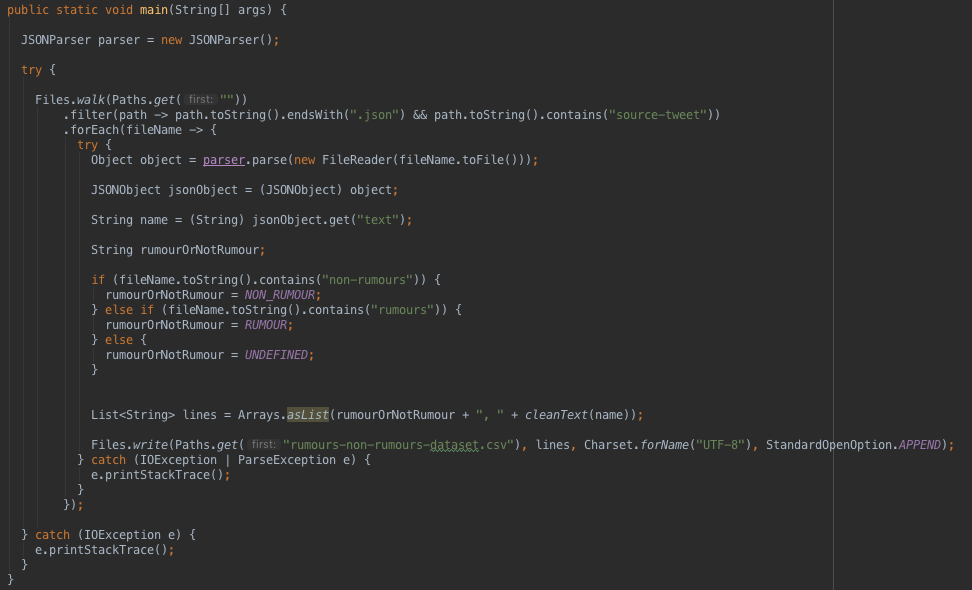 public static void main(String[] args) {
JSONParser parser = new JSONParser();
try {
Files.walk(Paths.get( first: ""))
.filter(path -> path.toString().endsWith(".json") && path.toString().contains("source-tweet"))
.forEach(fileName -> {
try {
Object object = parser.parse(new FileReader(fileName.toFile()));
JSONObject jsonObject = (JSONObject) object;
String name = (String) jsonObject.get("text");
String rumourOrNotRumour;
if (fileName.toString().contains("non-rumours")) {
rumourOrNotRumour = NON_RUMOUR;
} else if (fileName.toString().contains("rumours")) {
rumourOrNotRumour = RUMOUR;
} else {
rumourOrNotRumour = UNDEFINED;
}
List<String> lines = Arrays.asList(rumourOrNotRumour + ", " + cleanText(name));
Files.write(Paths.get( first: "rumours-non-rumours-dataset.csv"), lines, Charset.forName("UTF-8"), StandardOpenOption.APPEND);
} catch (IOException | ParseException e) {
e.printStackTrace();
}
});
} catch (IOException e) {
e.printStackTrace();
}
}